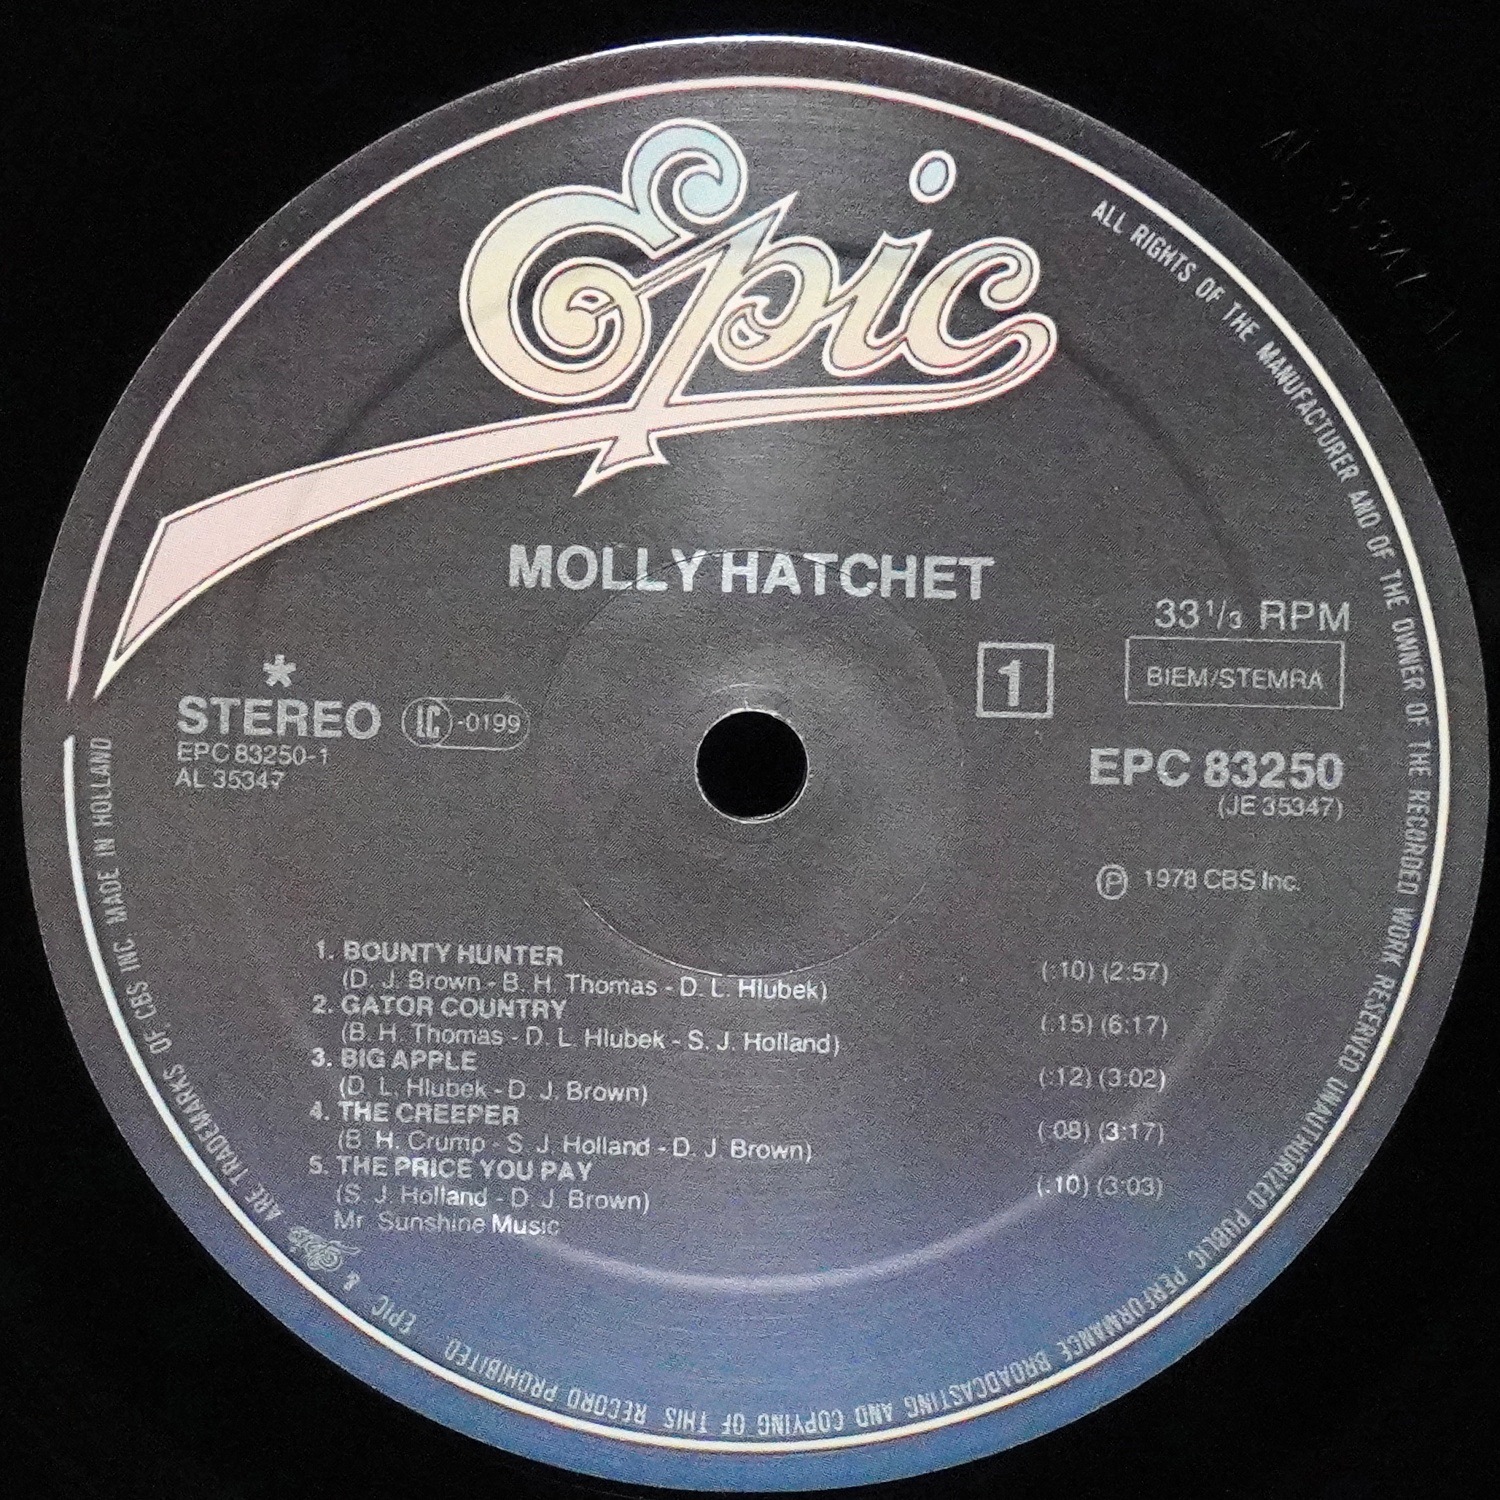 Epic
MOLLY HATCHET
33 1/3 RPM
BIEM/STEMRA
1
*
STEREO LC-0199
EPC 83250-1
AL 35347
EPC 83250
(JE 35347)
Ⓟ 1978 CBS Inc.
1. BOUNTY HUNTER
(D. J. Brown - B. H. Thomas - D. L. Hlubek) (:10) (2:57)
2. GATOR COUNTRY
(B. H. Thomas - D. L. Hlubek - S. J. Holland) (:15) (6:17)
3. BIG APPLE
(D. L. Hlubek - D. J. Brown) (:12) (3:02)
4. THE CREEPER
(B. H. Crump - S. J. Holland - D. J. Brown) (:08) (3:17)
5. THE PRICE YOU PAY
(S. J. Holland - D. J. Brown) (:10) (3:03)
Mr. Sunshine Music
ALL RIGHTS OF THE MANUFACTURER AND OF THE OWNER OF THE RECORDED WORK RESERVED UNAUTHORIZED PUBLIC PERFORMANCE BROADCASTING AND COPYING OF THIS RECORD PROHIBITED. EPIC & Epic ARE TRADEMARKS OF CBS INC. MADE IN HOLLAND